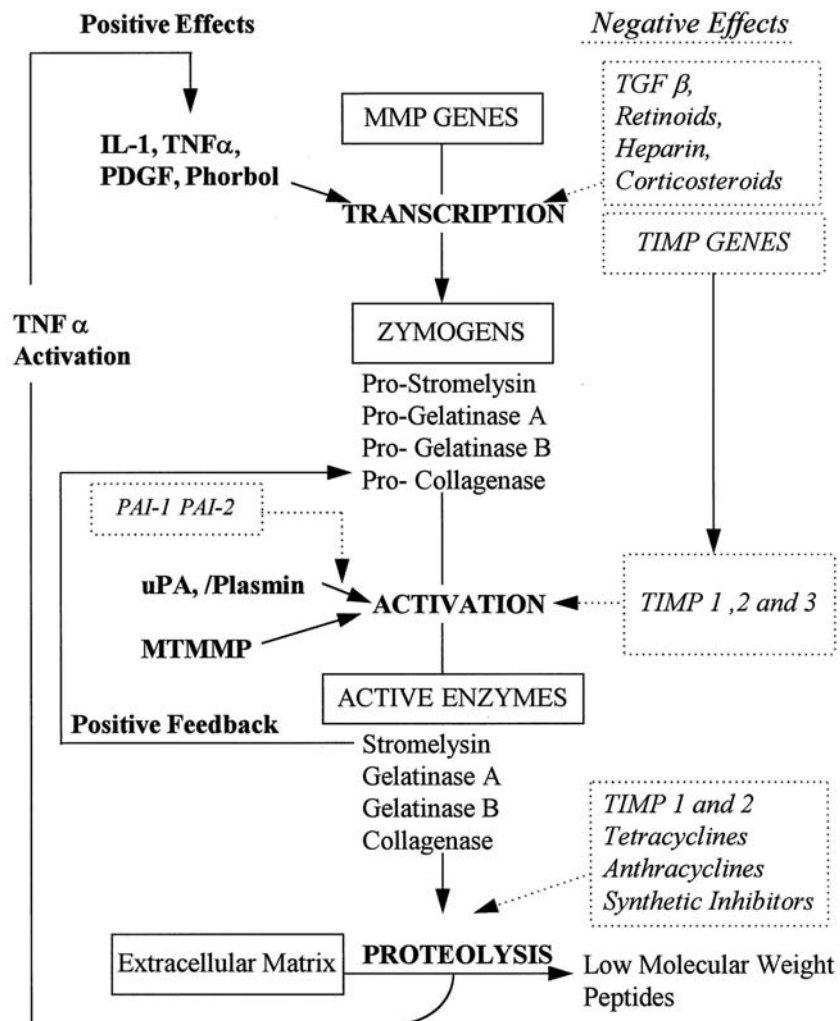 Positive Effects
Negative Effects
TGF β,
Retinoids,
Heparin,
Corticosteroids
MMP GENES
IL-1, TNFα,
PDGF, Phorbol
TRANSCRIPTION
TIMP GENES
TNF α
Activation
ZYMOGENS
Pro-Stromelysin
Pro-Gelatinase A
Pro- Gelatinase B
Pro- Collagenase
PAI-1 PAI-2
uPA, /Plasmin
ACTIVATION
TIMP 1 ,2 and 3
MTMMP
ACTIVE ENZYMES
Positive Feedback
Stromelysin
Gelatinase A
Gelatinase B
Collagenase
TIMP 1 and 2
Tetracyclines
Anthracyclines
Synthetic Inhibitors
PROTEOLYSIS
Extracellular Matrix
Low Molecular Weight
Peptides